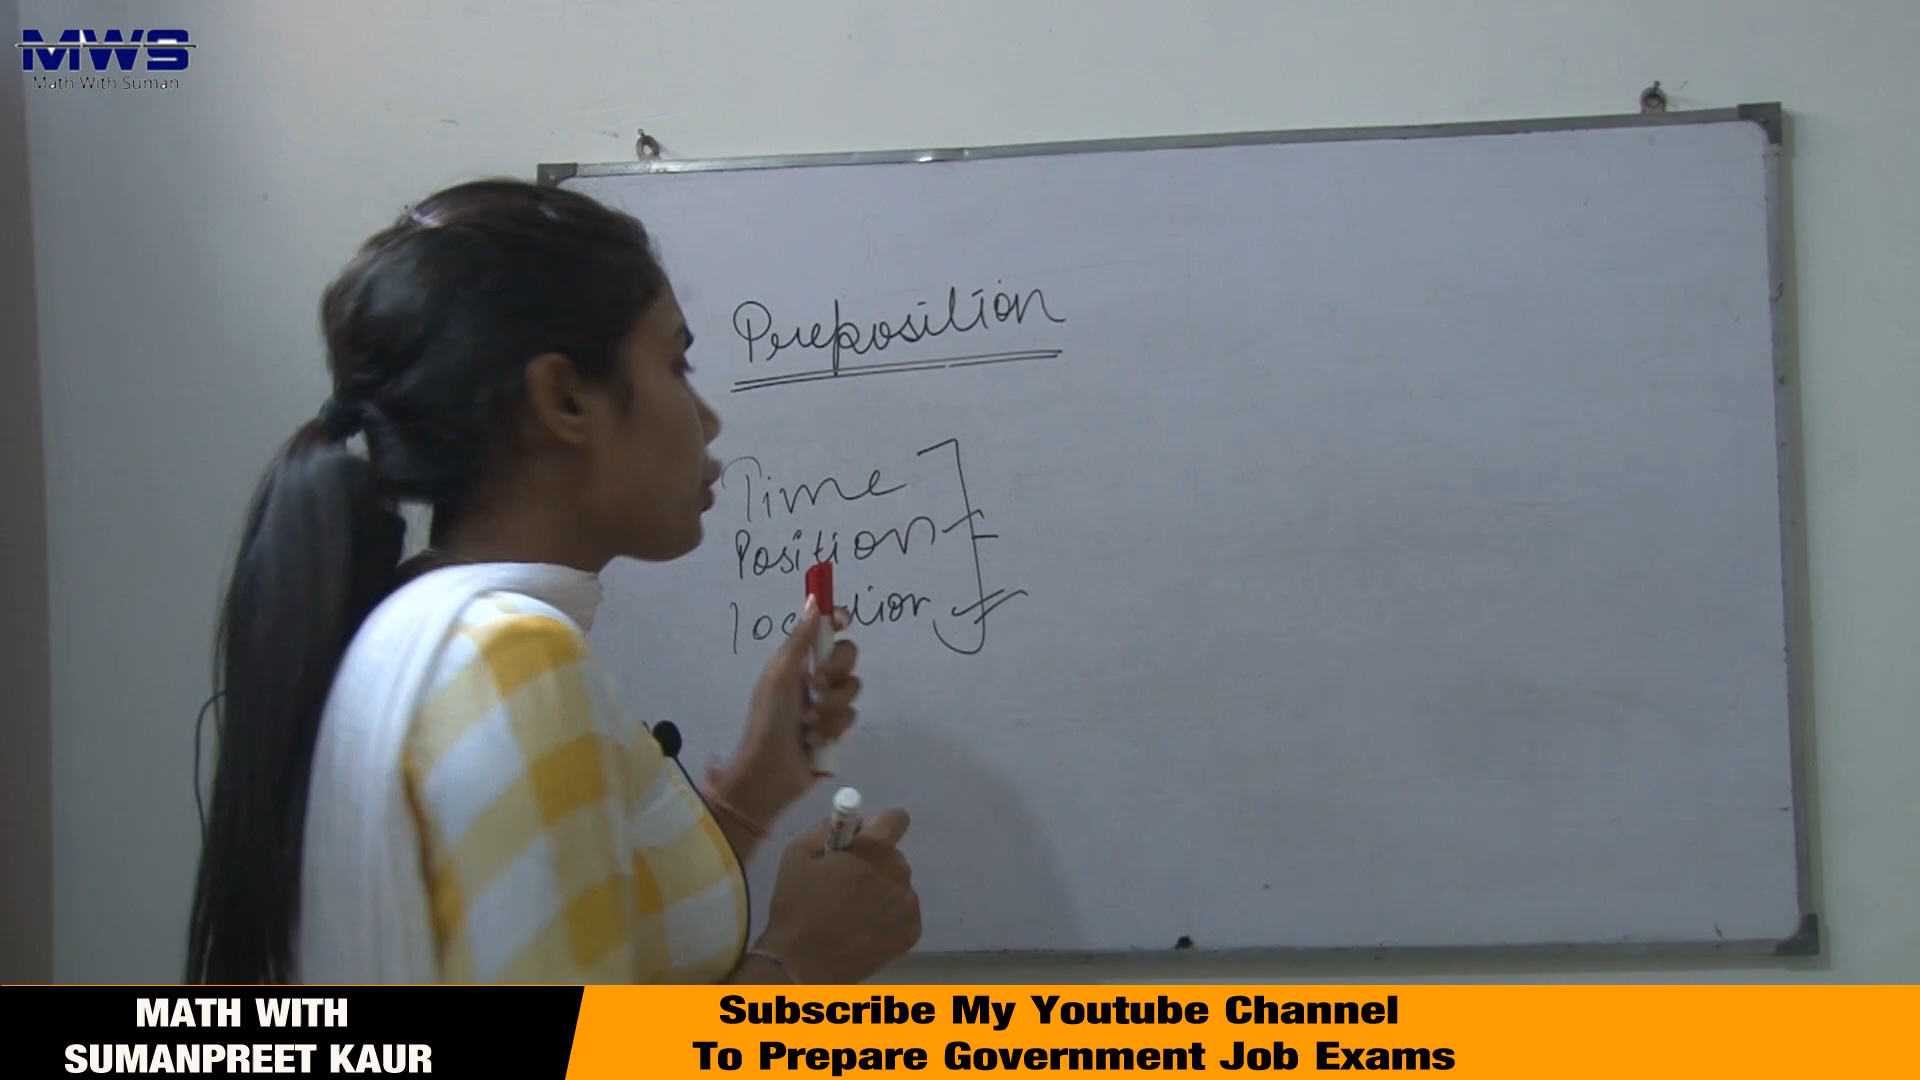 MWS
Math With Suman
Preposition
Time
Position
location
MATH WITH
SUMANPREET KAUR
Subscribe My Youtube Channel
To Prepare Government Job Exams